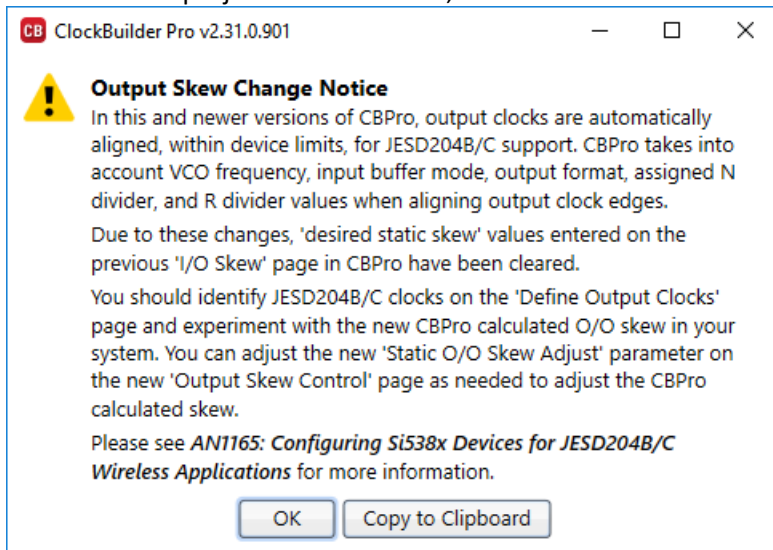 CB ClockBuilder Pro v2.31.0.901
Output Skew Change Notice
In this and newer versions of CBPro, output clocks are automatically
aligned, within device limits, for JESD204B/C support. CBPro takes into
account VCO frequency, input buffer mode, output format, assigned N
divider, and R divider values when aligning output clock edges.
Due to these changes, 'desired static skew' values entered on the
previous 'I/O Skew' page in CBPro have been cleared.
You should identify JESD204B/C clocks on the 'Define Output Clocks'
page and experiment with the new CBPro calculated O/O skew in your
system. You can adjust the new 'Static O/O Skew Adjust' parameter on
the new 'Output Skew Control' page as needed to adjust the CBPro
calculated skew.
Please see AN1165: Configuring Si538x Devices for JESD204B/C
Wireless Applications for more information.
OK Copy to Clipboard